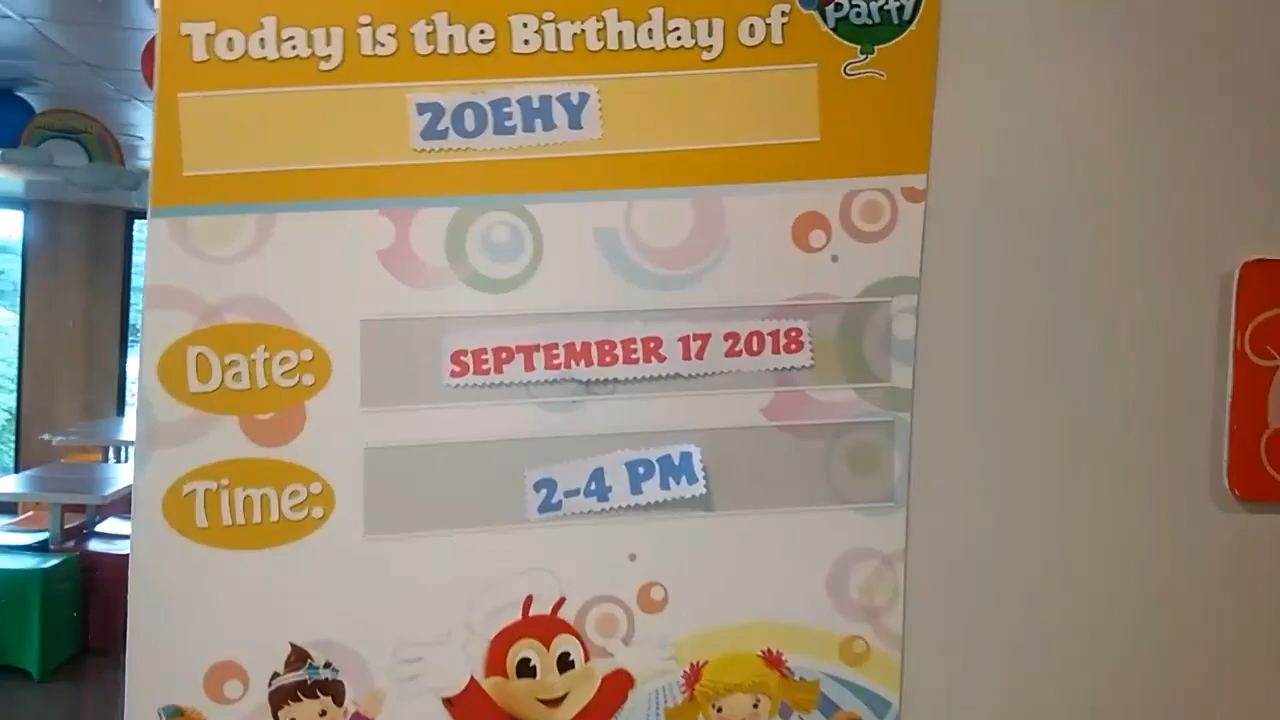 Party
Today is the Birthday of
ZOEHY
Date:
SEPTEMBER 17 2018
Time:
2-4 PM